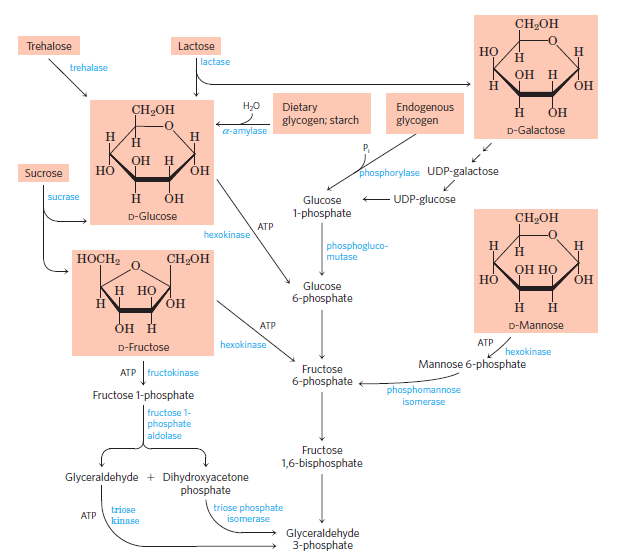 Trehalose
Lactose
trehalase
lactase
CH₂OH
O
HO
H
H
OH
H
H
OH
H
OH
D-Galactose
CH₂OH
O
H
H
H
OH
H
HO
OH
H
OH
D-Glucose
H₂O
α-amylase
Dietary
glycogen; starch
Endogenous
glycogen
Pᵢ
phosphorylase
UDP-galactose
UDP-glucose
Glucose
1-phosphate
Sucrose
sucrase
hexokinase
ATP
phosphogluco-
mutase
Glucose
6-phosphate
HOCH₂
O
CH₂OH
H
HO
H
OH
OH
H
D-Fructose
ATP
hexokinase
CH₂OH
O
H
H
H
OH
HO
HO
OH
H
H
D-Mannose
ATP
hexokinase
Mannose 6-phosphate
phosphomannose
isomerase
Fructose
6-phosphate
ATP
fructokinase
Fructose 1-phosphate
fructose 1-
phosphate
aldolase
Fructose
1,6-bisphosphate
Glyceraldehyde + Dihydroxyacetone
phosphate
ATP
triose
kinase
triose phosphate
isomerase
Glyceraldehyde
3-phosphate